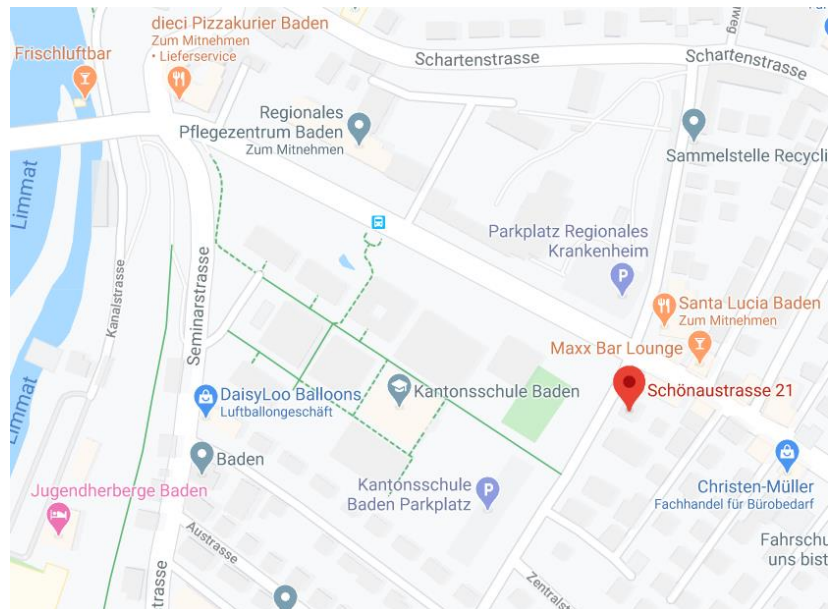 dieci Pizzakurier Baden
Zum Mitnehmen
• Lieferservice
Frischluftbar
Schartenstrasse
Schartenstrasse
Regionales
Pflegezentrum Baden
Zum Mitnehmen
Sammelstelle Recycli
Limmat
Kanalstrasse
Seminarstrasse
Parkplatz Regionales
Krankenheim
Santa Lucia Baden
Zum Mitnehmen
Maxx Bar Lounge
Schönaustrasse 21
Kantonsschule Baden
DaisyLoo Balloons
Luftballongeschäft
Limmat
Baden
Kantonsschule
Baden Parkplatz
Jugendherberge Baden
Christen-Müller
Fachhandel für Bürobedarf
Austrasse
Fahrschu
uns bist
Zentralst
trasse